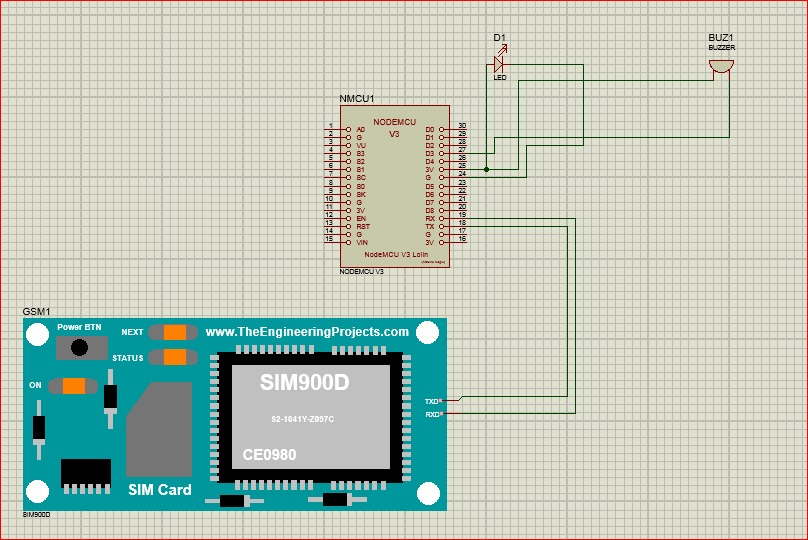 D1
LED
BUZ1
BUZZER
NMCU1
NODEMCU
V3
1 A0 D0 30
2 G D1 29
3 VU D2 28
4 S3 D3 27
5 S2 D4 26
6 S1 3V 25
7 SC G 24
8 S0 D5 23
9 SK D6 22
10 G D7 21
11 3V D8 20
12 EN RX 19
13 RST TX 18
14 G G 17
15 VIN 3V 16
NodeMCU V3 Lolin
NODEMCU V3
GSM1
Power BTN
NEXT
www.TheEngineeringProjects.com
STATUS
ON
SIM900D
TXD
RXD
S2-1041Y-Z097C
CE0980
SIM Card
SIM900D